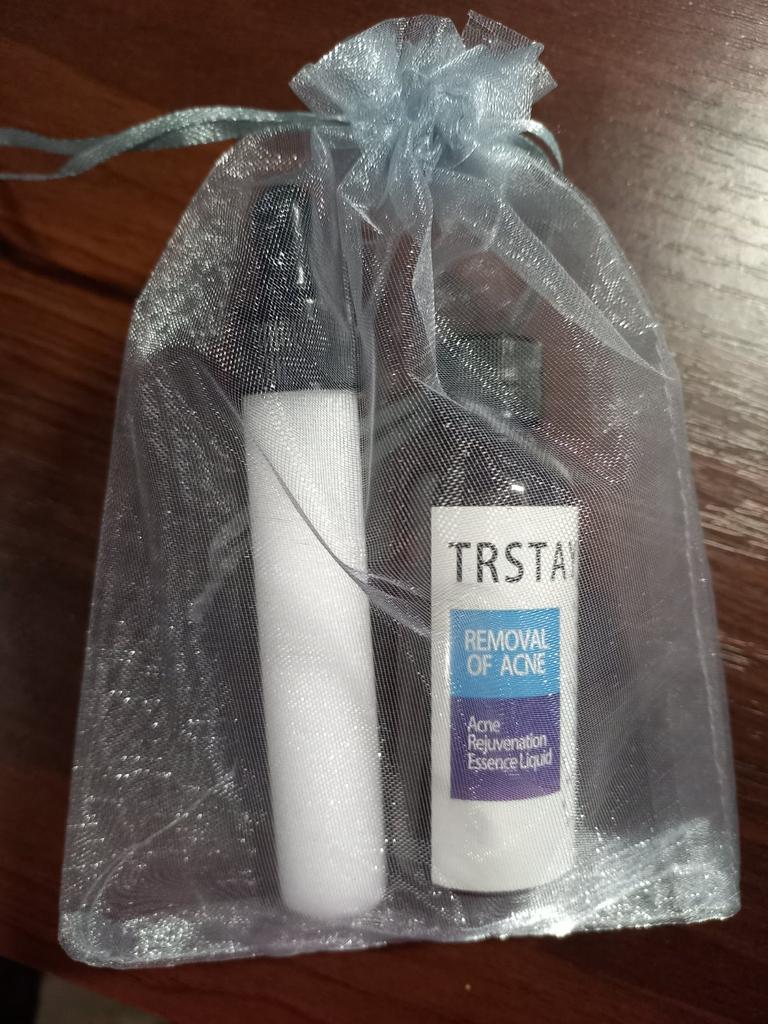 TRSTAY
REMOVAL
OF ACNE
Acne
Rejuvenation
Essence Liquid